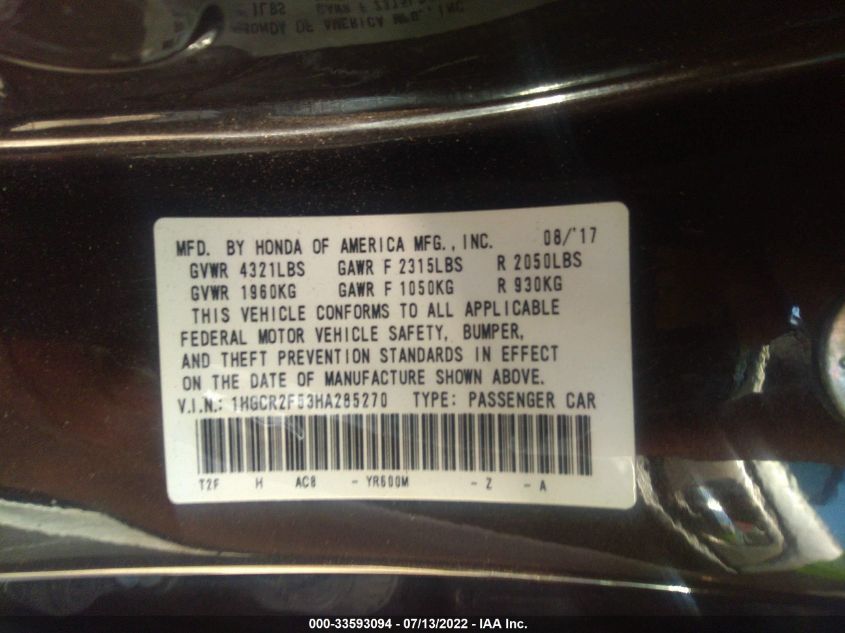 MFD. BY HONDA OF AMERICA MFG., INC. 08/'17
GVWR 4321LBS GAWR F 2315LBS R 2050LBS
GVWR 1960KG GAWR F 1050KG R 930KG
THIS VEHICLE CONFORMS TO ALL APPLICABLE
FEDERAL MOTOR VEHICLE SAFETY, BUMPER,
AND THEFT PREVENTION STANDARDS IN EFFECT
ON THE DATE OF MANUFACTURE SHOWN ABOVE.
V.I.N.: 1HGCR2F53HA285270 TYPE: PASSENGER CAR
T2F H AC8 - YR600M - Z - A
000-33593094 - 07/13/2022 - IAA Inc.